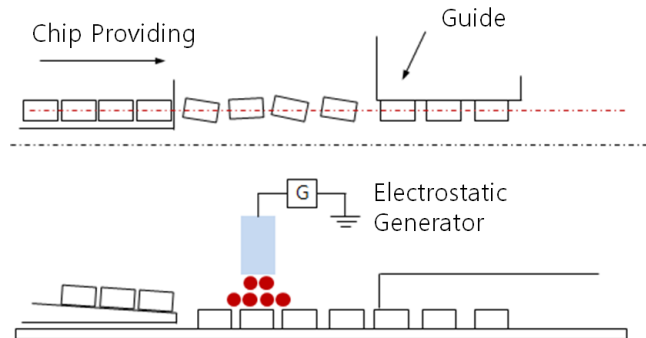 Chip Providing
Guide
G
Electrostatic
Generator